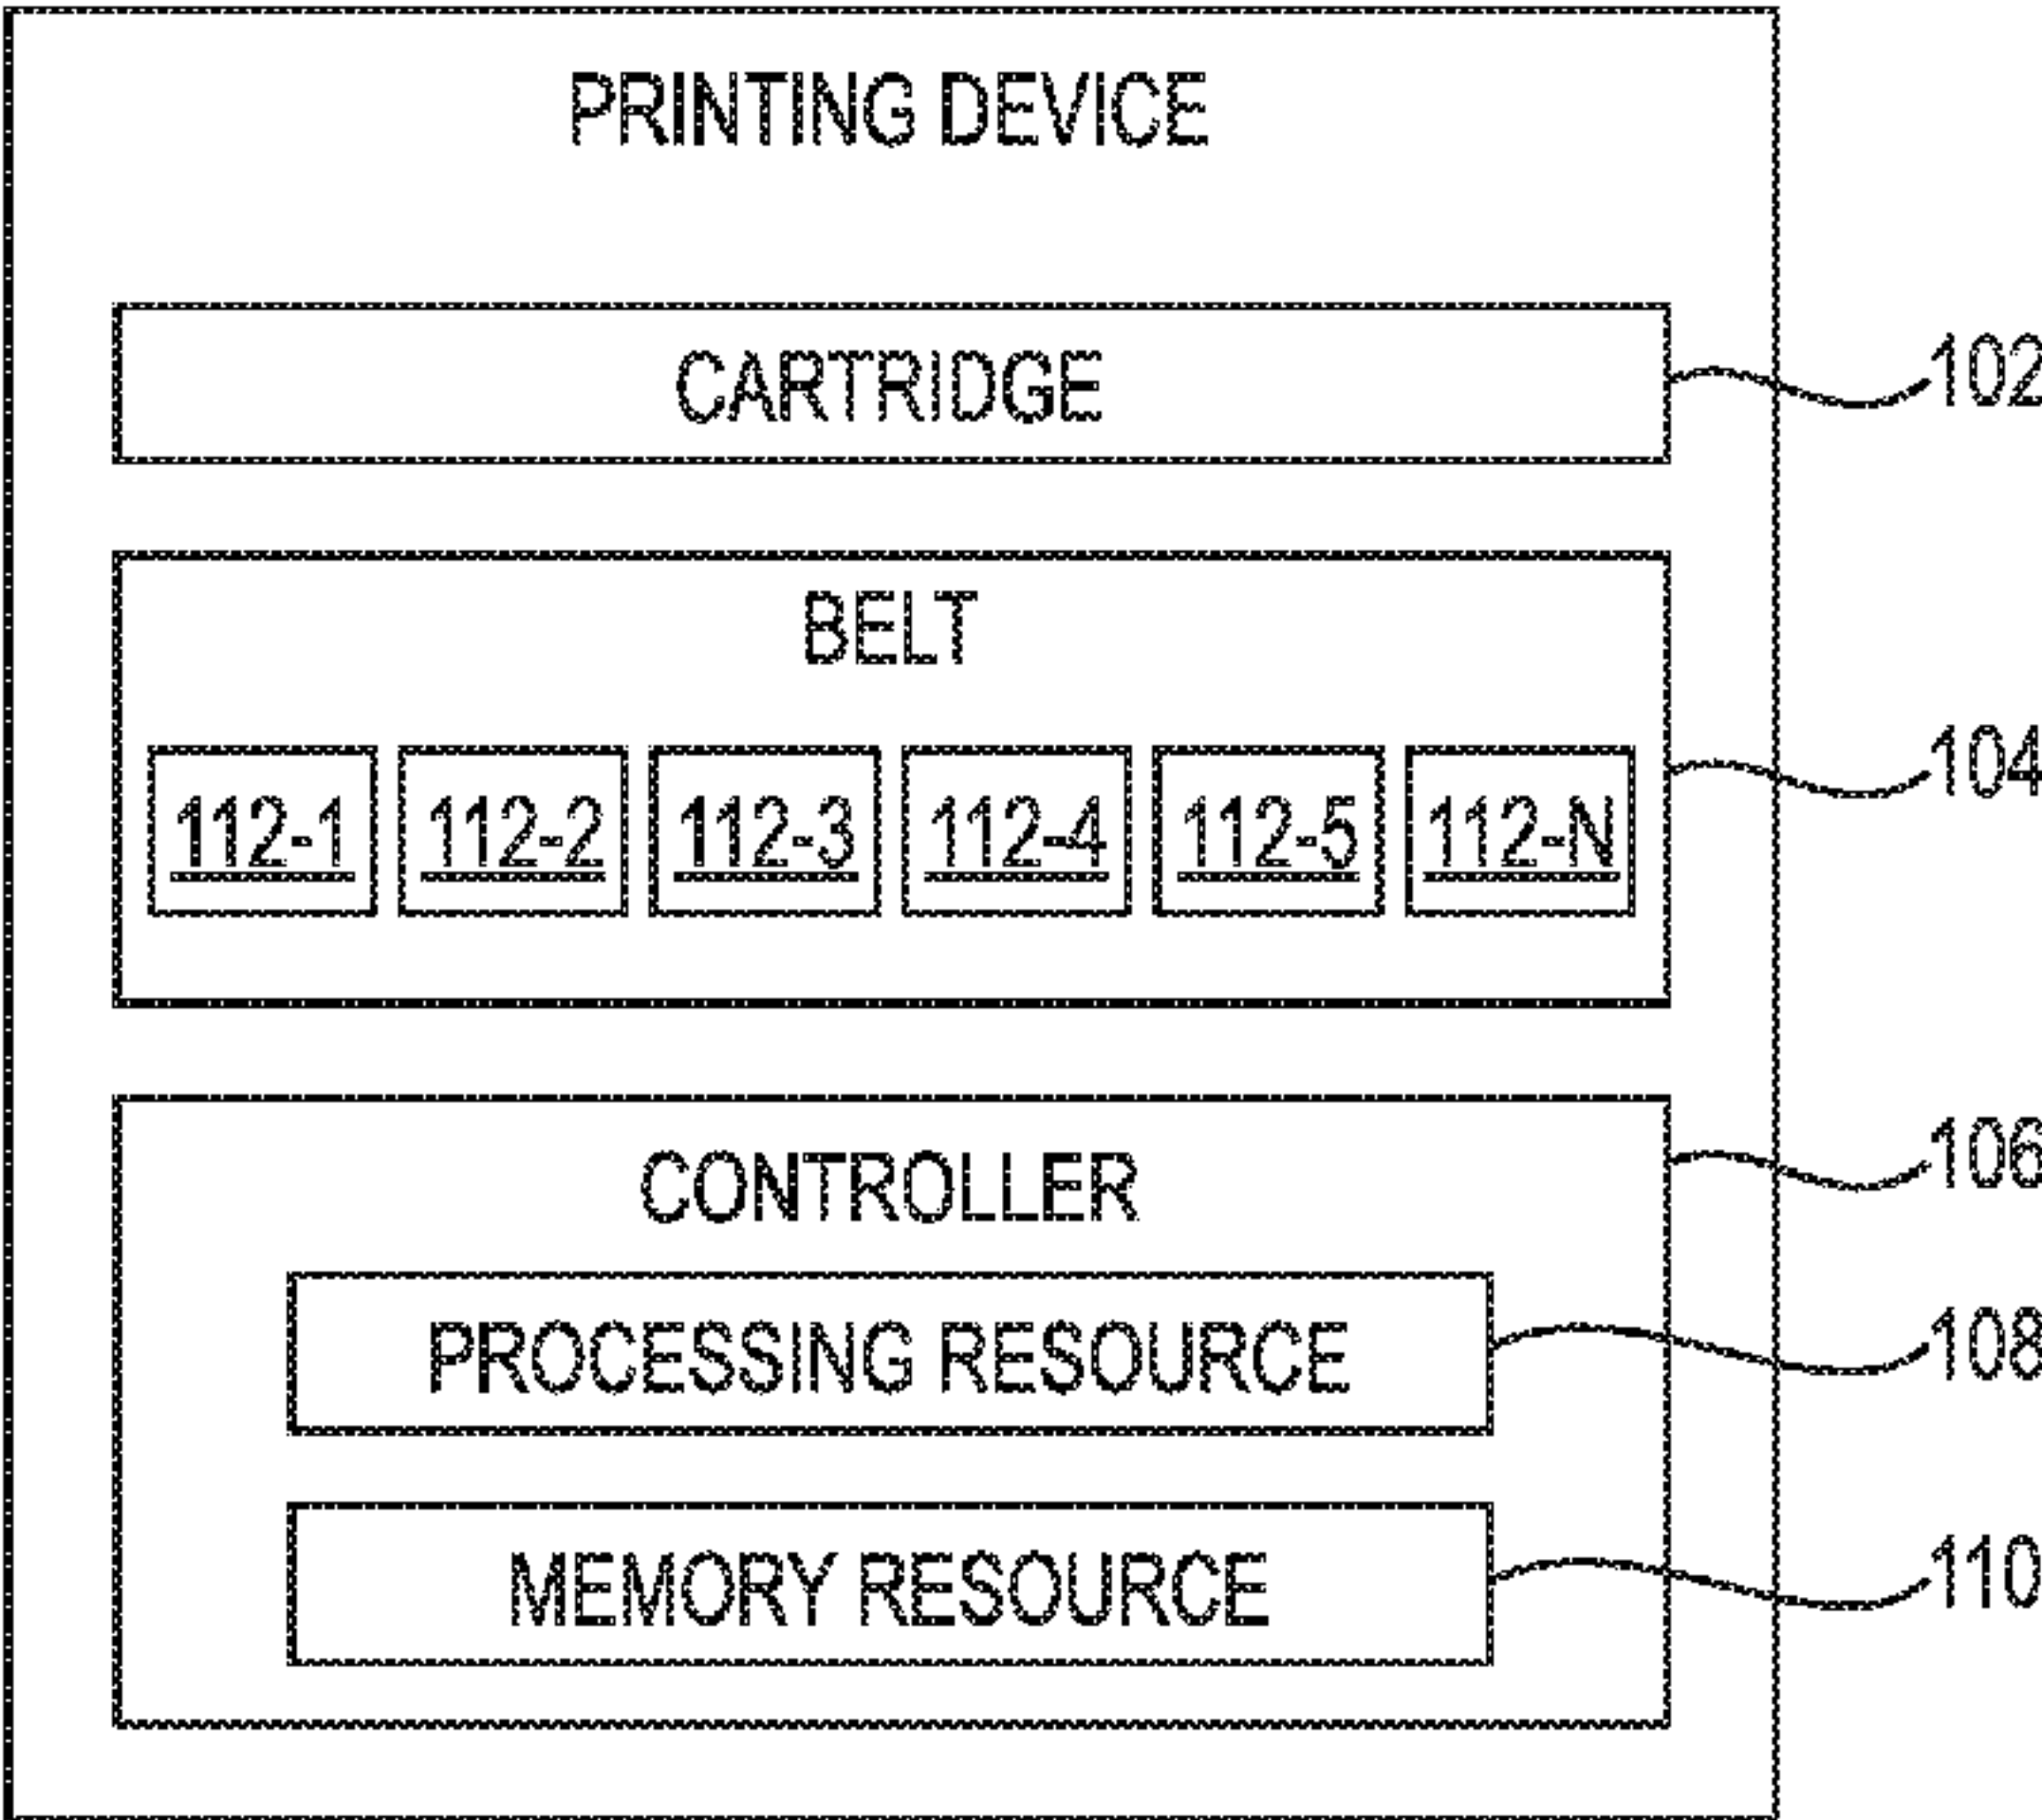 PRINTING DEVICE
CARTRIDGE
102
BELT
104
112-1 112-2 112-3 112-4 112-5 112-N
CONTROLLER
106
PROCESSING RESOURCE
108
MEMORY RESOURCE
110